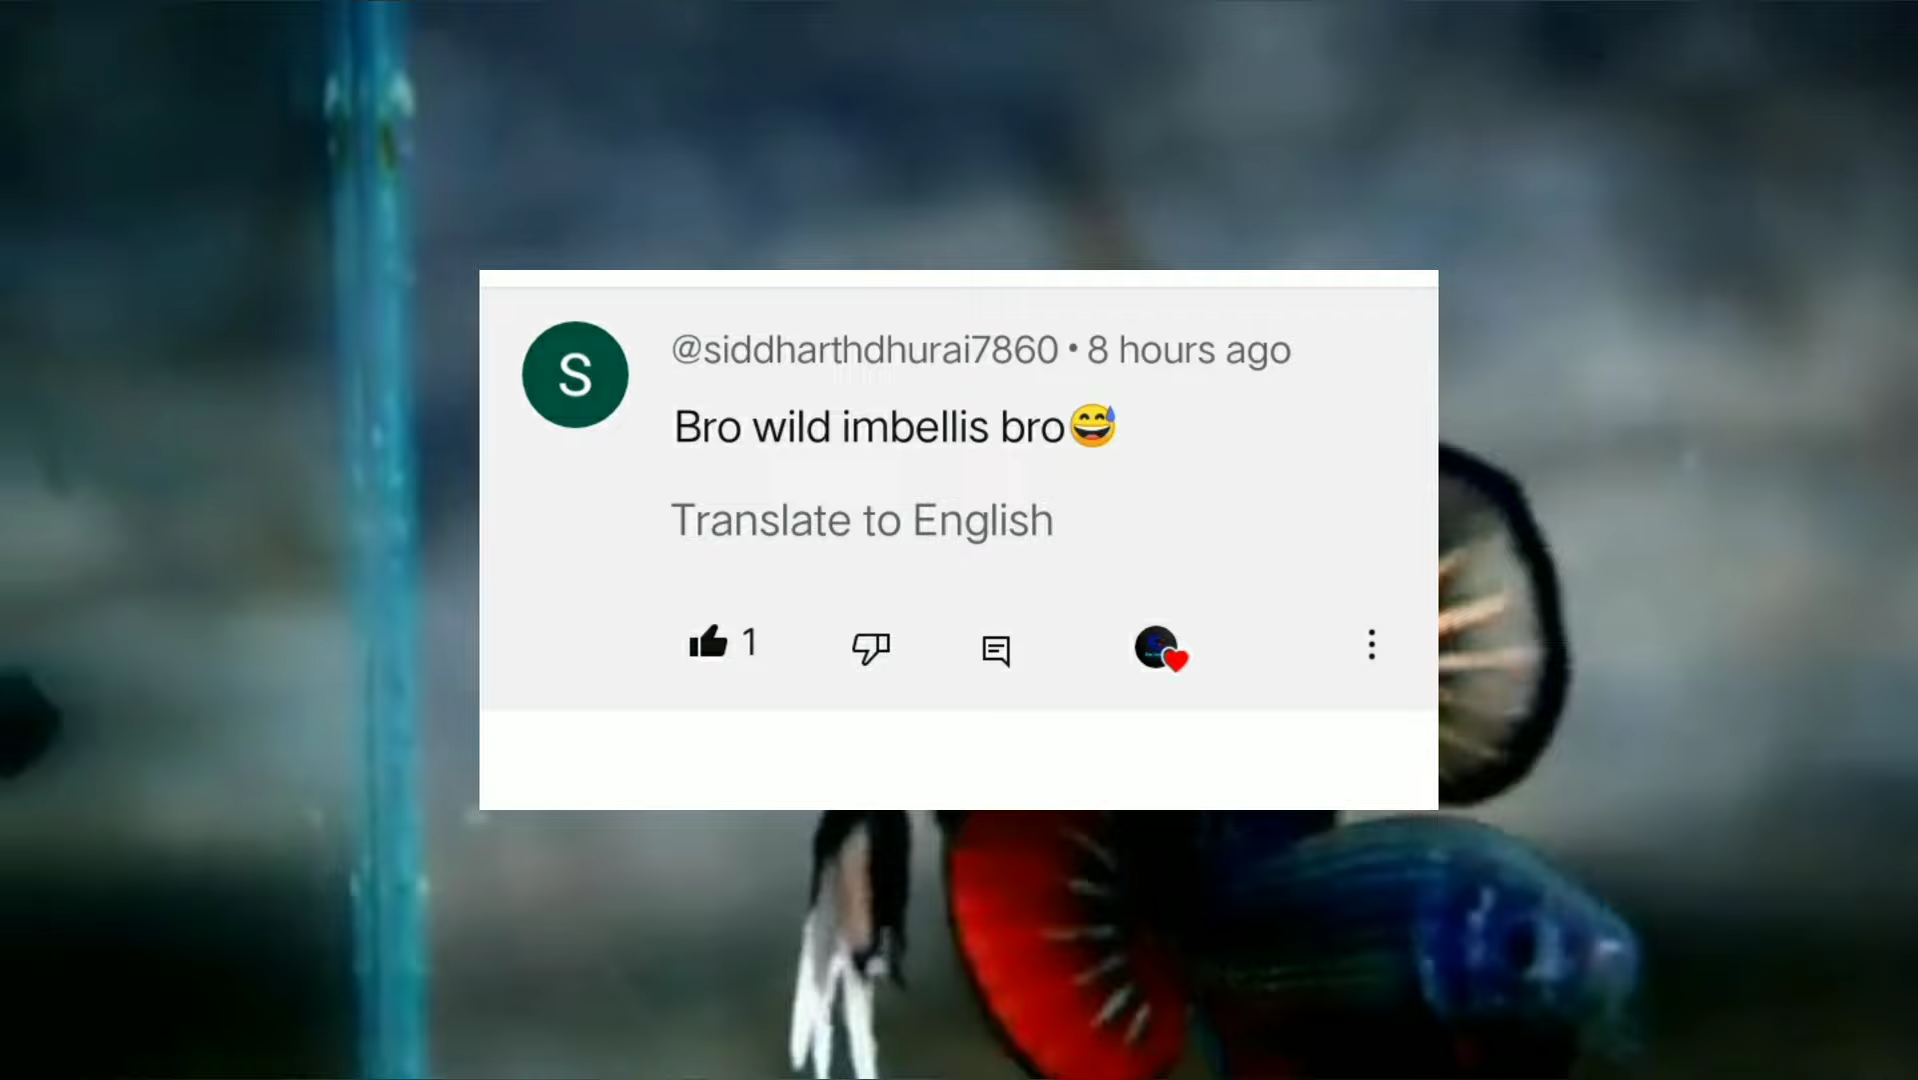 S
@siddharthdhurai7860 • 8 hours ago
Bro wild imbellis bro😅
Translate to English
1